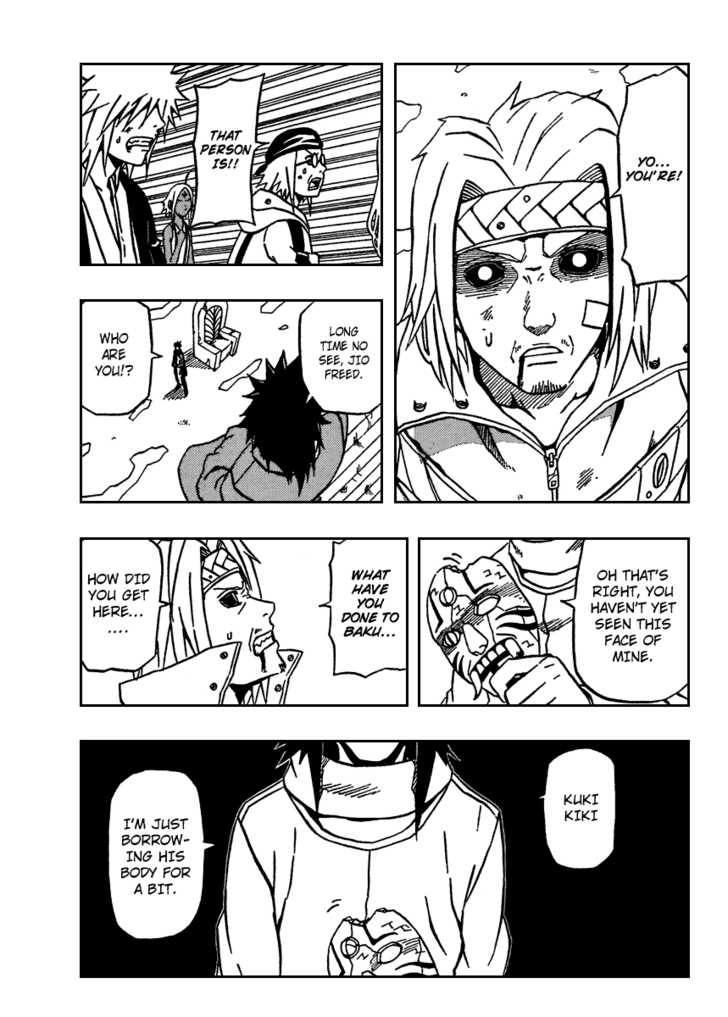 YO...
YOU'RE!
THAT
PERSON
IS!!
LONG
TIME NO
SEE, JIO
FREED.
WHO
ARE
YOU!?
OH THAT'S
RIGHT, YOU
HAVEN'T YET
SEEN THIS
FACE OF
MINE.
WHAT
HAVE
YOU
DONE TO
BAKU...
HOW DID
YOU GET
HERE...
....
KUKI
KIKI
I'M JUST
BORROW-
ING HIS
BODY FOR
A BIT.